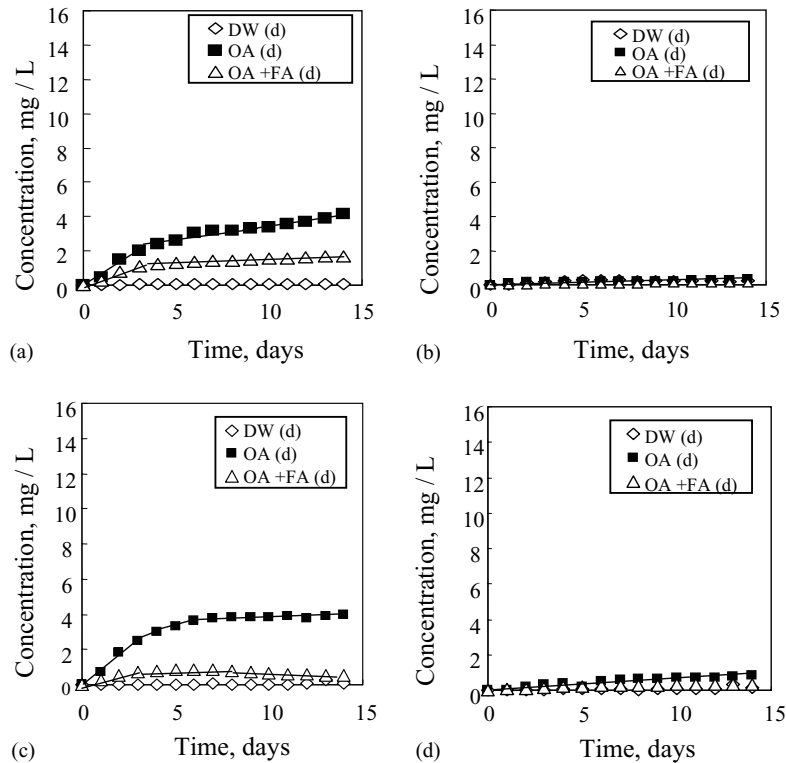 16
14
12
10
8
6
4
2
0
DW (d)
OA (d)
OA +FA (d)
Concentration, mg / L
0
5
10
15
(a)
Time, days
16
14
12
10
8
6
4
2
0
DW (d)
OA (d)
OA +FA (d)
Concentration, mg / L
0
5
10
15
(b)
Time, days
16
14
12
10
8
6
4
2
0
DW (d)
OA (d)
OA +FA (d)
Concentration, mg / L
0
5
10
15
(c)
Time, days
16
14
12
10
8
6
4
2
0
DW (d)
OA (d)
OA +FA (d)
Concentration, mg / L
0
5
10
15
(d)
Time, days